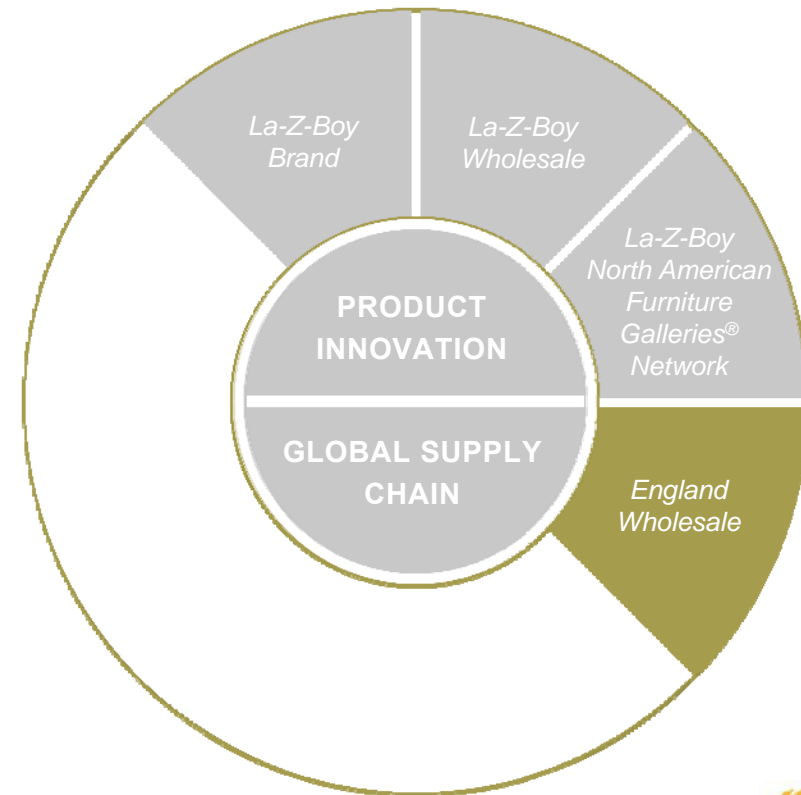 La-Z-Boy
Brand
La-Z-Boy
Wholesale
La-Z-Boy
North American
Furniture
Galleries®
Network
PRODUCT
INNOVATION
GLOBAL SUPPLY
CHAIN
England
Wholesale